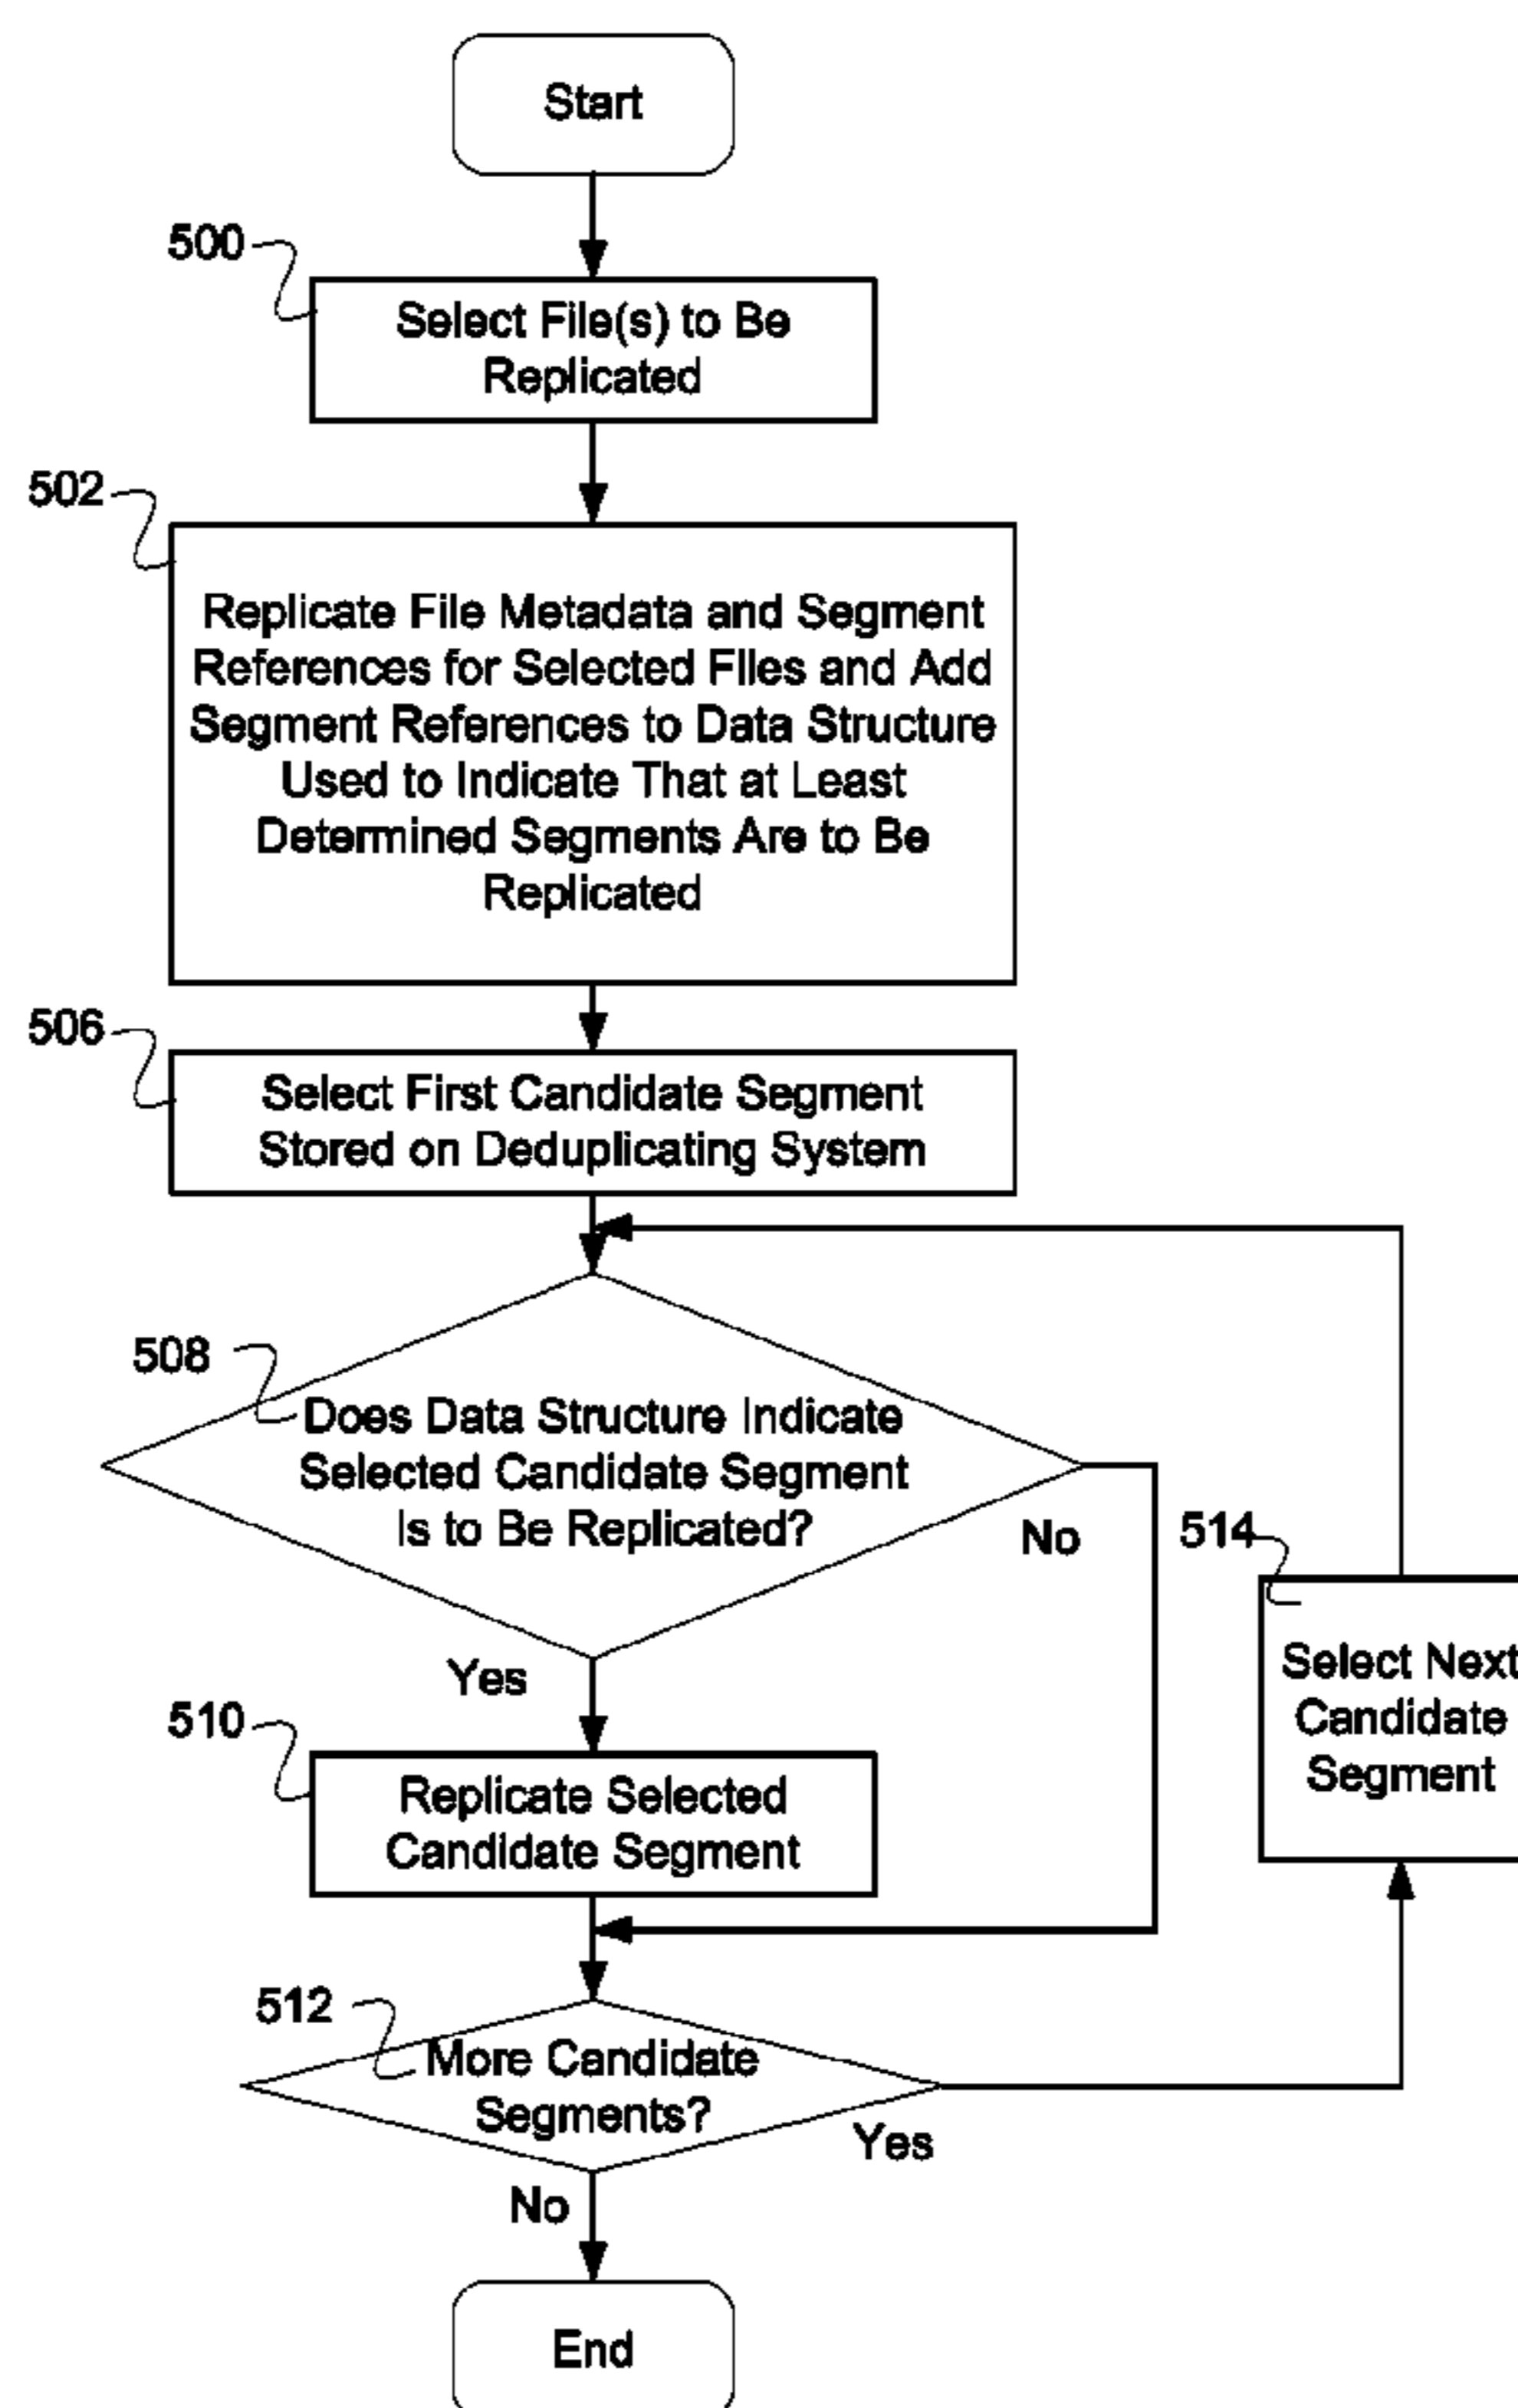 Start
500
Select File(s) to Be
Replicated
502
Replicate File Metadata and Segment
References for Selected Files and Add
Segment References to Data Structure
Used to Indicate That at Least
Determined Segments Are to Be
Replicated
506
Select First Candidate Segment
Stored on Deduplicating System
508
Does Data Structure Indicate
Selected Candidate Segment
Is to Be Replicated?
No
514
Select Next
Candidate
Segment
Yes
510
Replicate Selected
Candidate Segment
512
More Candidate
Segments?
Yes
No
End